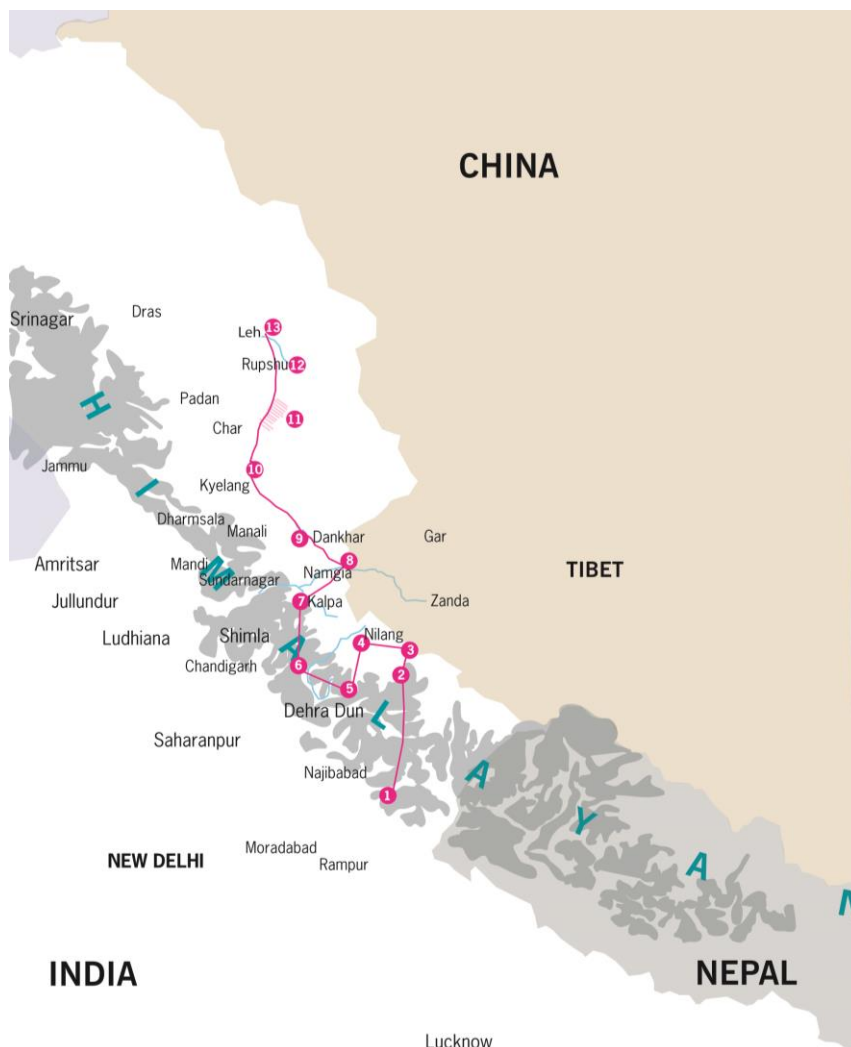 CHINA
Srinagar
Dras
13
Leh
Rupshu 12
Padan
H
11
Char
Jammu
10
I
Kyelang
Dharmsala
Manali
9
Dankhar
Gar
Amritsar
Mandi
M
8
TIBET
Sundarnagar
Namgia
Jullundur
7 Kalpa
Zanda
Ludhiana
Shimla
A
4
Nilang
3
Chandigarh
6
2
5
Dehra Dun
L
Saharanpur
Najibabad
A
1
Y
Moradabad
NEW DELHI
Rampur
A
N
INDIA
NEPAL
Lucknow